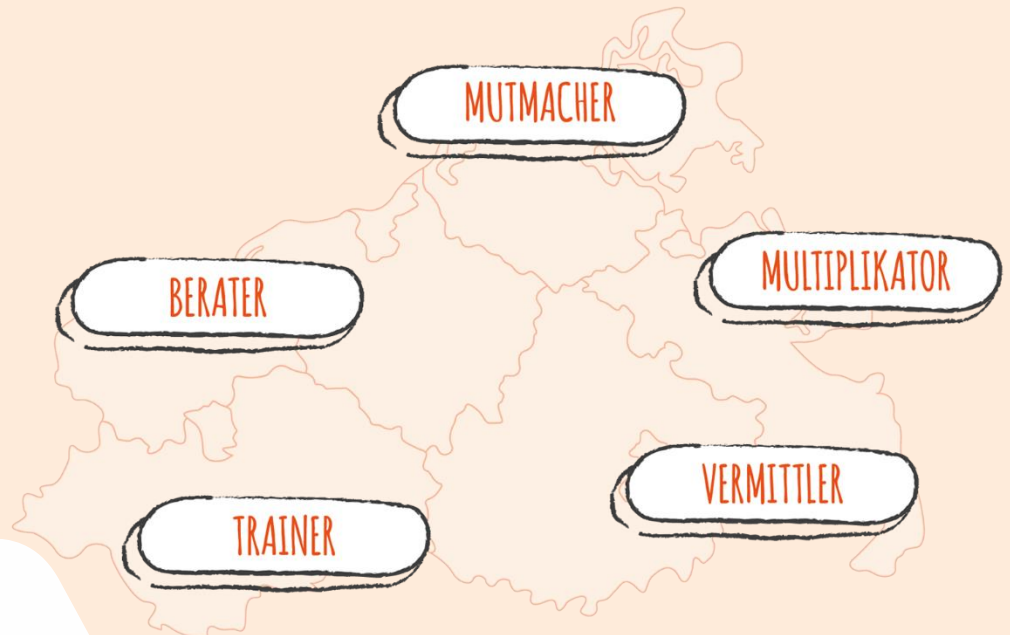 MUTMACHER
MULTIPLIKATOR
BERATER
VERMITTLER
TRAINER